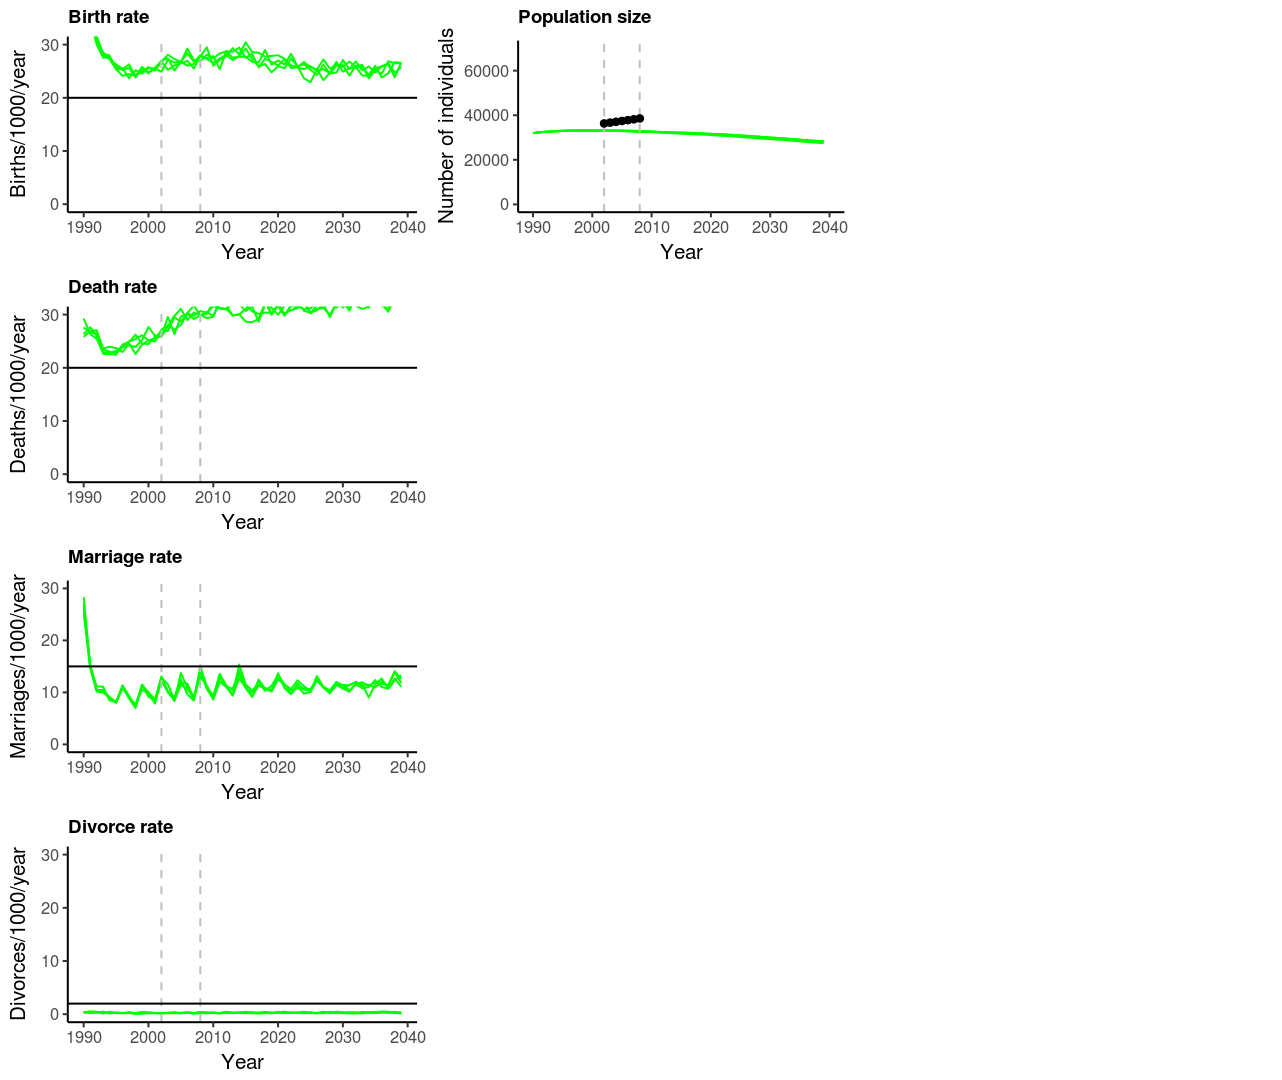 Birth rate
Births/1000/year
30
20
10
0
1990 2000 2010 2020 2030 2040
Year
Population size
Number of individuals
60000
40000
20000
0
1990 2000 2010 2020 2030 2040
Year
Death rate
Deaths/1000/year
30
20
10
0
1990 2000 2010 2020 2030 2040
Year
Marriage rate
Marriages/1000/year
30
20
10
0
1990 2000 2010 2020 2030 2040
Year
Divorce rate
Divorces/1000/year
30
20
10
0
1990 2000 2010 2020 2030 2040
Year